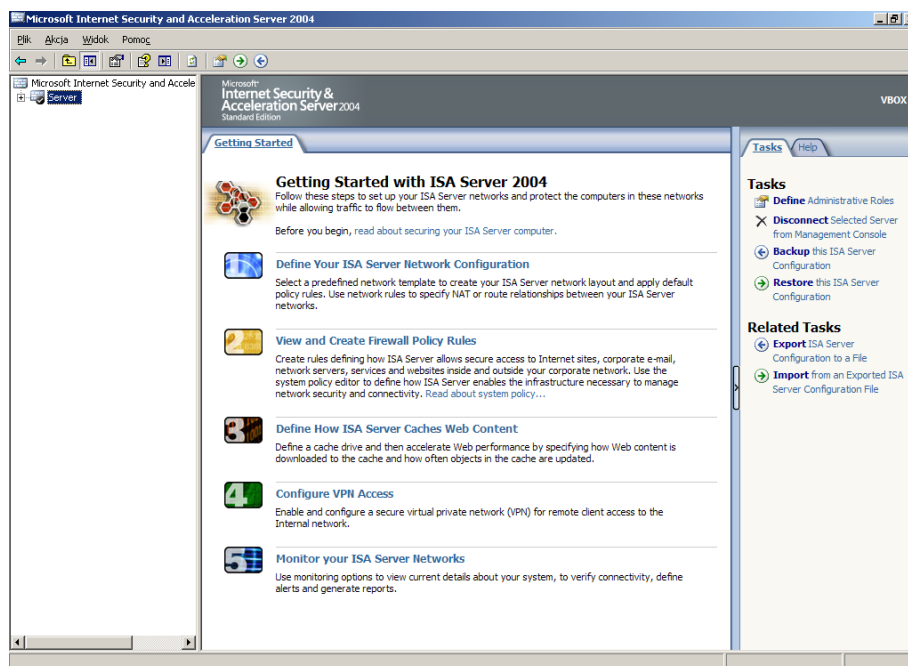 Microsoft Internet Security and Acceleration Server 2004
Plik Akcja Widok Pomoc
Microsoft Internet Security and Accele
Server
Microsoft
Internet Security &
Acceleration Server 2004
Standard Edition
VBOX
Getting Started
Getting Started with ISA Server 2004
Follow these steps to set up your ISA Server networks and protect the computers in these networks
while allowing traffic to flow between them.
Before you begin, read about securing your ISA Server computer.
1
Define Your ISA Server Network Configuration
Select a predefined network template to create your ISA Server network layout and apply default
policy rules. Use network rules to specify NAT or route relationships between your ISA Server
networks.
2
View and Create Firewall Policy Rules
Create rules defining how ISA Server allows secure access to Internet sites, corporate e-mail,
network servers, services and websites inside and outside your corporate network. Use the
system policy editor to define how ISA Server enables the infrastructure necessary to manage
network security and connectivity. Read about system policy...
3
Define How ISA Server Caches Web Content
Define a cache drive and then accelerate Web performance by specifying how Web content is
downloaded to the cache and how often objects in the cache are updated.
4
Configure VPN Access
Enable and configure a secure virtual private network (VPN) for remote client access to the
Internal network.
5
Monitor your ISA Server Networks
Use monitoring options to view current details about your system, to verify connectivity, define
alerts and generate reports.
Tasks Help
Tasks
Define Administrative Roles
Disconnect Selected Server
from Management Console
Backup this ISA Server
Configuration
Restore this ISA Server
Configuration
Related Tasks
Export ISA Server
Configuration to a File
Import from an Exported ISA
Server Configuration File